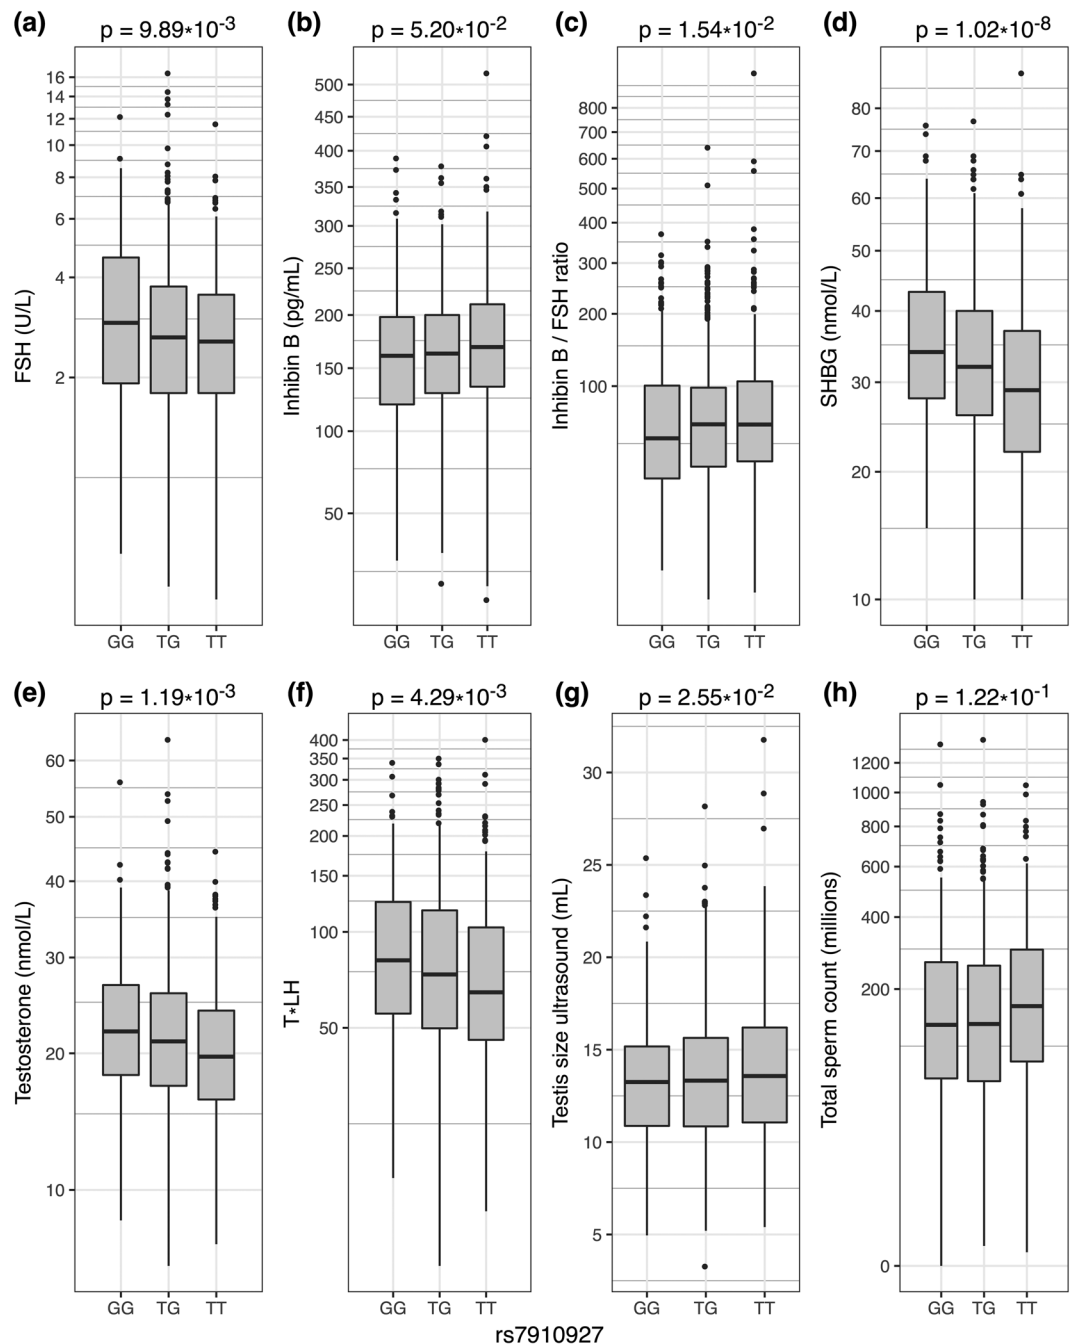 (a) p = 9.89*10-3
FSH (U/L)
16
14
12
10
8
6
4
2
GG TG TT
(b) p = 5.20*10-2
Inhibin B (pg/mL)
500
450
400
350
300
250
200
150
100
50
GG TG TT
(c) p = 1.54*10-2
Inhibin B / FSH ratio
800
700
600
500
400
300
200
100
GG TG TT
(d) p = 1.02*10-8
SHBG (nmol/L)
80
70
60
50
40
30
20
10
GG TG TT
(e) p = 1.19*10-3
Testosterone (nmol/L)
60
50
40
30
20
10
GG TG TT
(f) p = 4.29*10-3
T*LH
400
350
300
250
200
150
100
50
GG TG TT
(g) p = 2.55*10-2
Testis size ultrasound (mL)
30
25
20
15
10
5
GG TG TT
(h) p = 1.22*10-1
Total sperm count (millions)
1200
1000
800
600
400
200
0
GG TG TT
rs7910927